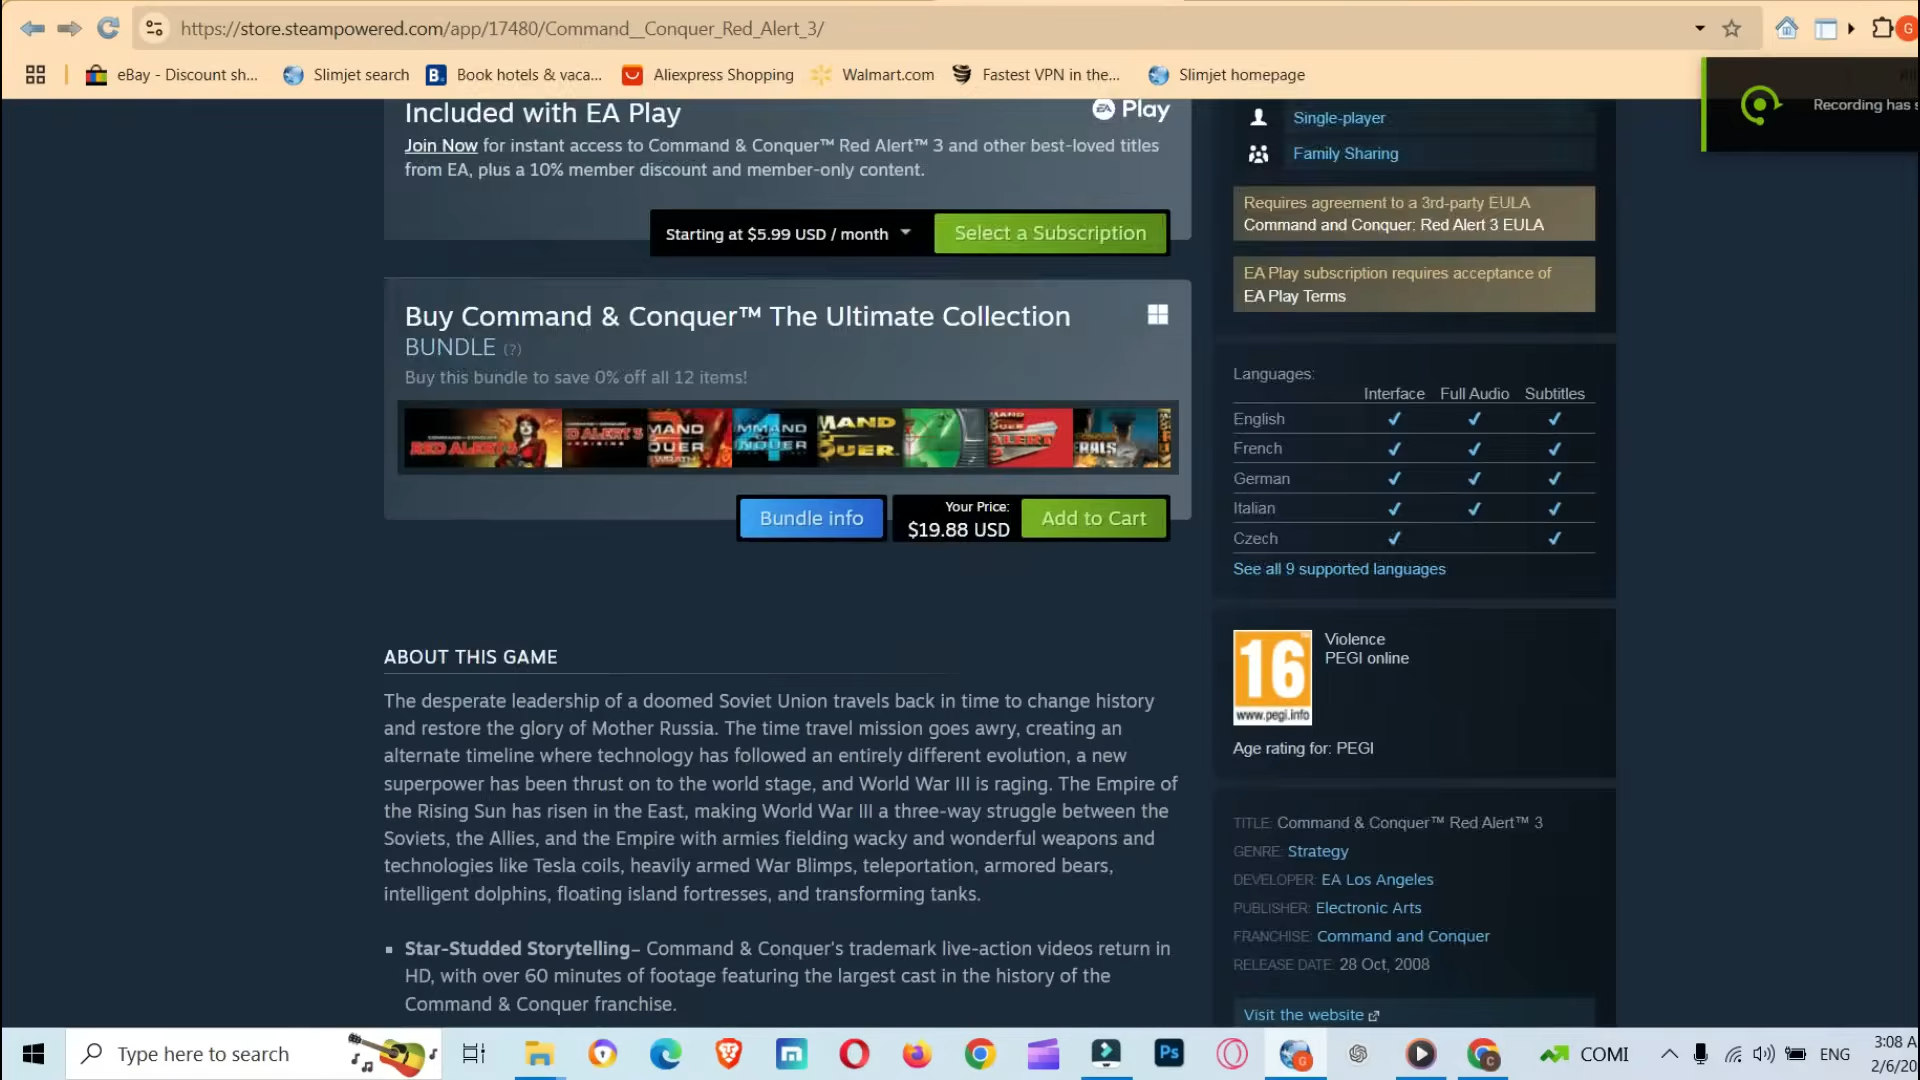 https://store.steampowered.com/app/17480/Command__Conquer_Red_Alert_3/
G
eBay - Discount sh...
Slimjet search
Book hotels & vaca...
Aliexpress Shopping
Walmart.com
Fastest VPN in the...
Slimjet homepage
Recording has s
Included with EA Play
EA Play
Join Now for instant access to Command & Conquer™ Red Alert™ 3 and other best-loved titles
from EA, plus a 10% member discount and member-only content.
Starting at $5.99 USD / month
Select a Subscription
Buy Command & Conquer™ The Ultimate Collection
BUNDLE (?)
Buy this bundle to save 0% off all 12 items!
RED ALERT 3
Bundle info
Your Price:
$19.88 USD
Add to Cart
ABOUT THIS GAME
The desperate leadership of a doomed Soviet Union travels back in time to change history
and restore the glory of Mother Russia. The time travel mission goes awry, creating an
alternate timeline where technology has followed an entirely different evolution, a new
superpower has been thrust on to the world stage, and World War III is raging. The Empire of
the Rising Sun has risen in the East, making World War III a three-way struggle between the
Soviets, the Allies, and the Empire with armies fielding wacky and wonderful weapons and
technologies like Tesla coils, heavily armed War Blimps, teleportation, armored bears,
intelligent dolphins, floating island fortresses, and transforming tanks.
Star-Studded Storytelling– Command & Conquer's trademark live-action videos return in
HD, with over 60 minutes of footage featuring the largest cast in the history of the
Command & Conquer franchise.
Single-player
Family Sharing
Requires agreement to a 3rd-party EULA
Command and Conquer: Red Alert 3 EULA
EA Play subscription requires acceptance of
EA Play Terms
Languages:
Interface Full Audio Subtitles
English ✔ ✔ ✔
French ✔ ✔ ✔
German ✔ ✔ ✔
Italian ✔ ✔ ✔
Czech ✔ ✔
See all 9 supported languages
16
www.pegi.info
Violence
PEGI online
Age rating for: PEGI
TITLE: Command & Conquer™ Red Alert™ 3
GENRE: Strategy
DEVELOPER: EA Los Angeles
PUBLISHER: Electronic Arts
FRANCHISE: Command and Conquer
RELEASE DATE: 28 Oct, 2008
Visit the website
Type here to search
Ps
COMI
ENG
3:08 A
2/6/20